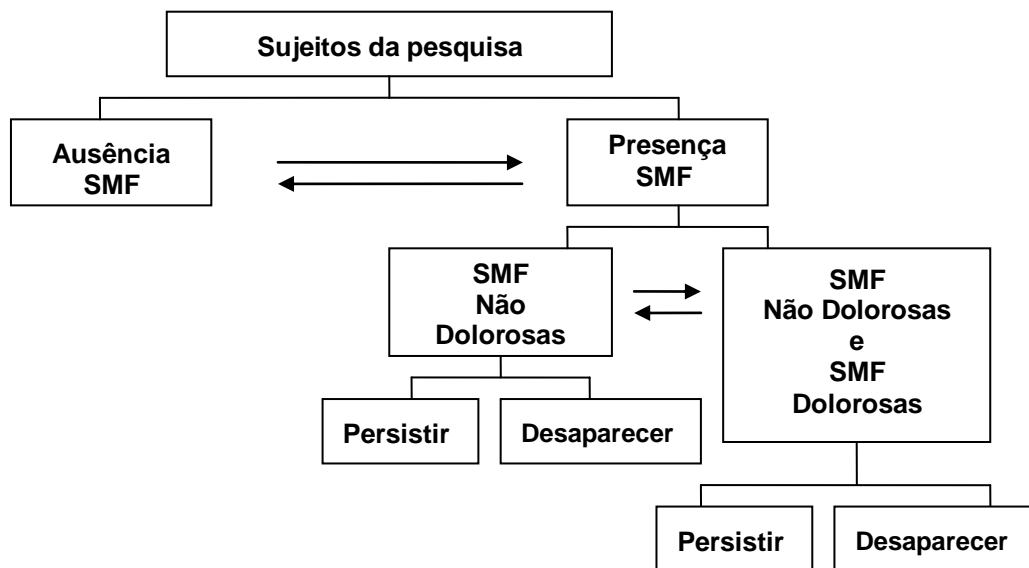 Sujeitos da pesquisa
Ausência
SMF
Presença
SMF
SMF
Não
Dolorosas
SMF
Não Dolorosas
e
SMF
Dolorosas
Persistir
Desaparecer
Persistir
Desaparecer